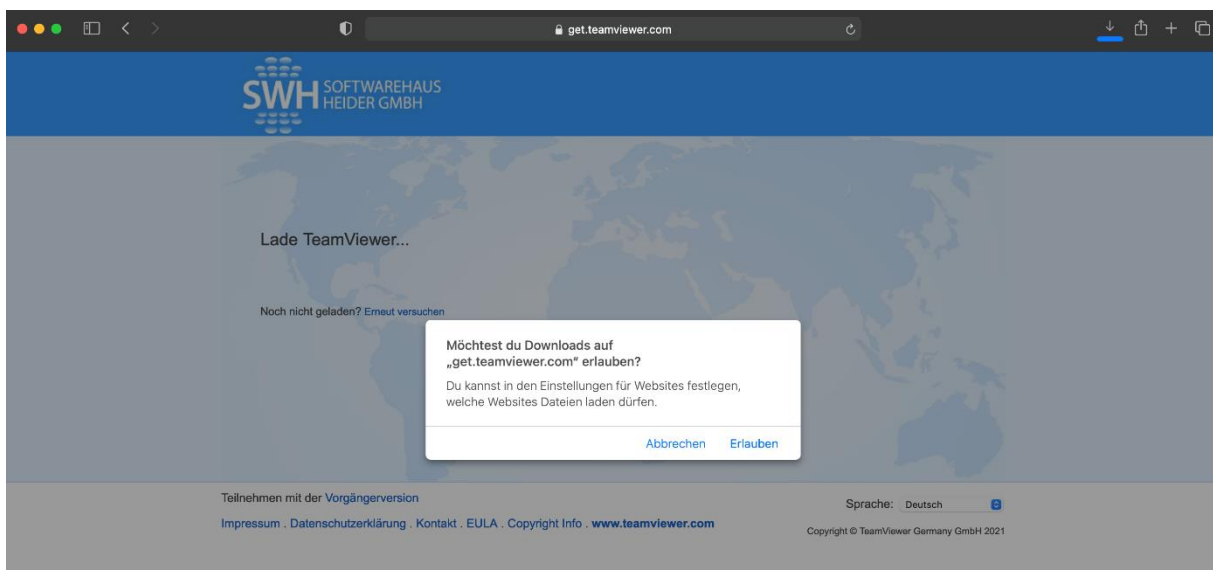 get.teamviewer.com
SWH SOFTWAREHAUS
HEIDER GMBH
Lade TeamViewer...
Noch nicht geladen? Erneut versuchen
Möchtest du Downloads auf
„get.teamviewer.com“ erlauben?
Du kannst in den Einstellungen für Websites festlegen,
welche Websites Dateien laden dürfen.
Abbrechen Erlauben
Teilnehmen mit der Vorgängerversion
Sprache: Deutsch
Impressum . Datenschutzerklärung . Kontakt . EULA . Copyright Info . www.teamviewer.com
Copyright © TeamViewer Germany GmbH 2021